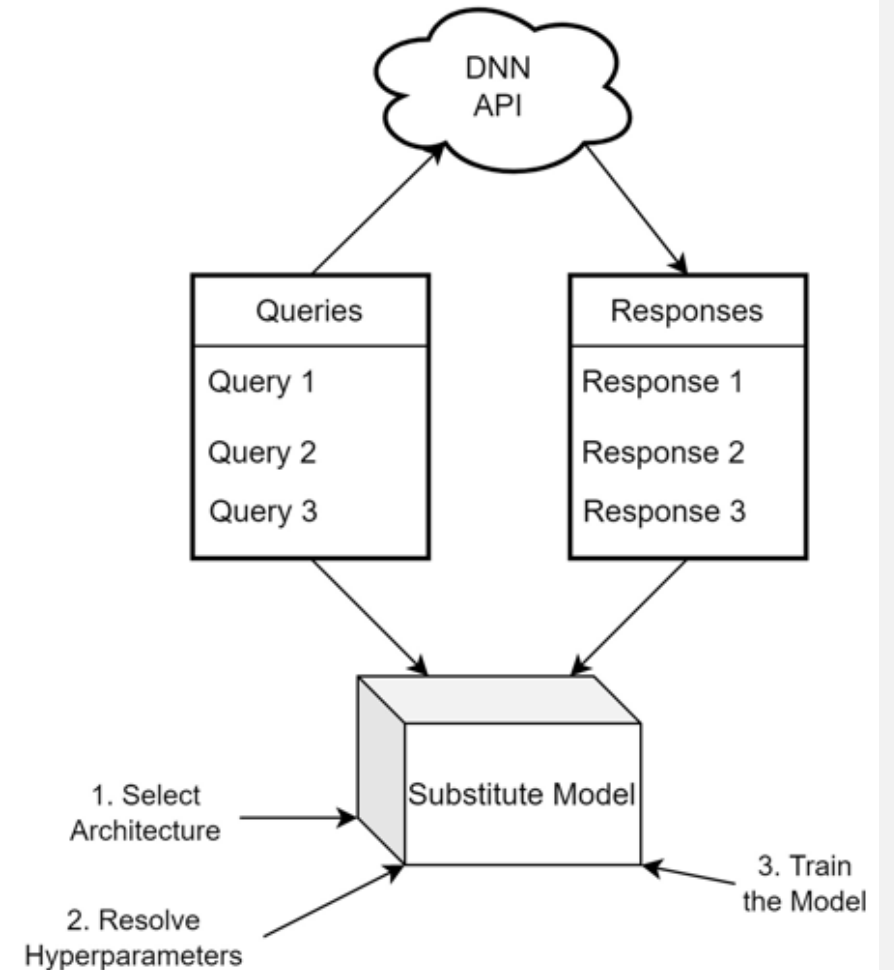 DNN
API
Queries
Query 1
Query 2
Query 3
Responses
Response 1
Response 2
Response 3
Substitute Model
1. Select
Architecture
2. Resolve
Hyperparameters
3. Train
the Model